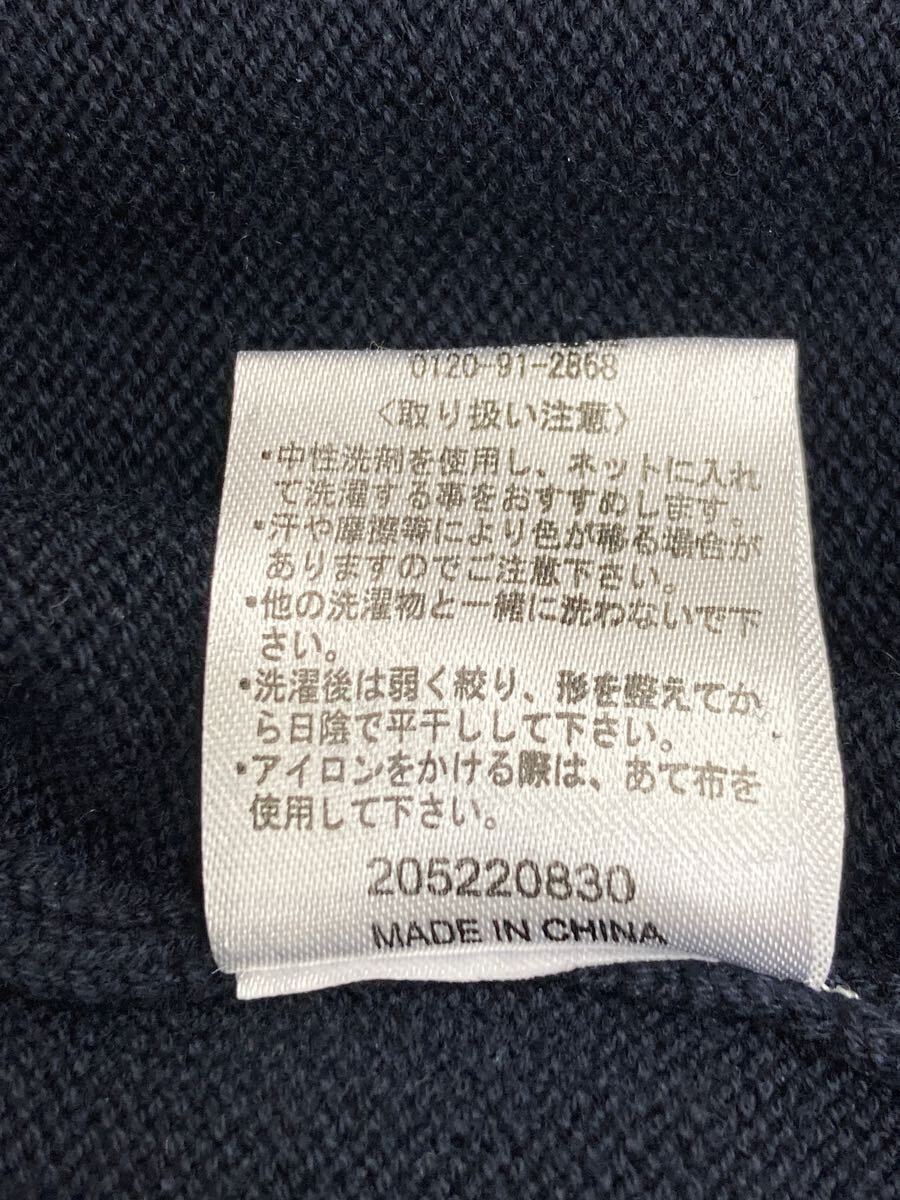 0120-91-2868
〈取り扱い注意〉
・中性洗剤を使用し、ネットに入れ
て洗濯する事をおすすめします。
・汗や摩擦等により色が移る場合が
ありますのでご注意下さい。
・他の洗濯物と一緒に洗わないで下
さい。
・洗濯後は弱く絞り、形を整えてか
ら日陰で平干しして下さい。
・アイロンをかける際は、あて布を
使用して下さい。
205220830
MADE IN CHINA